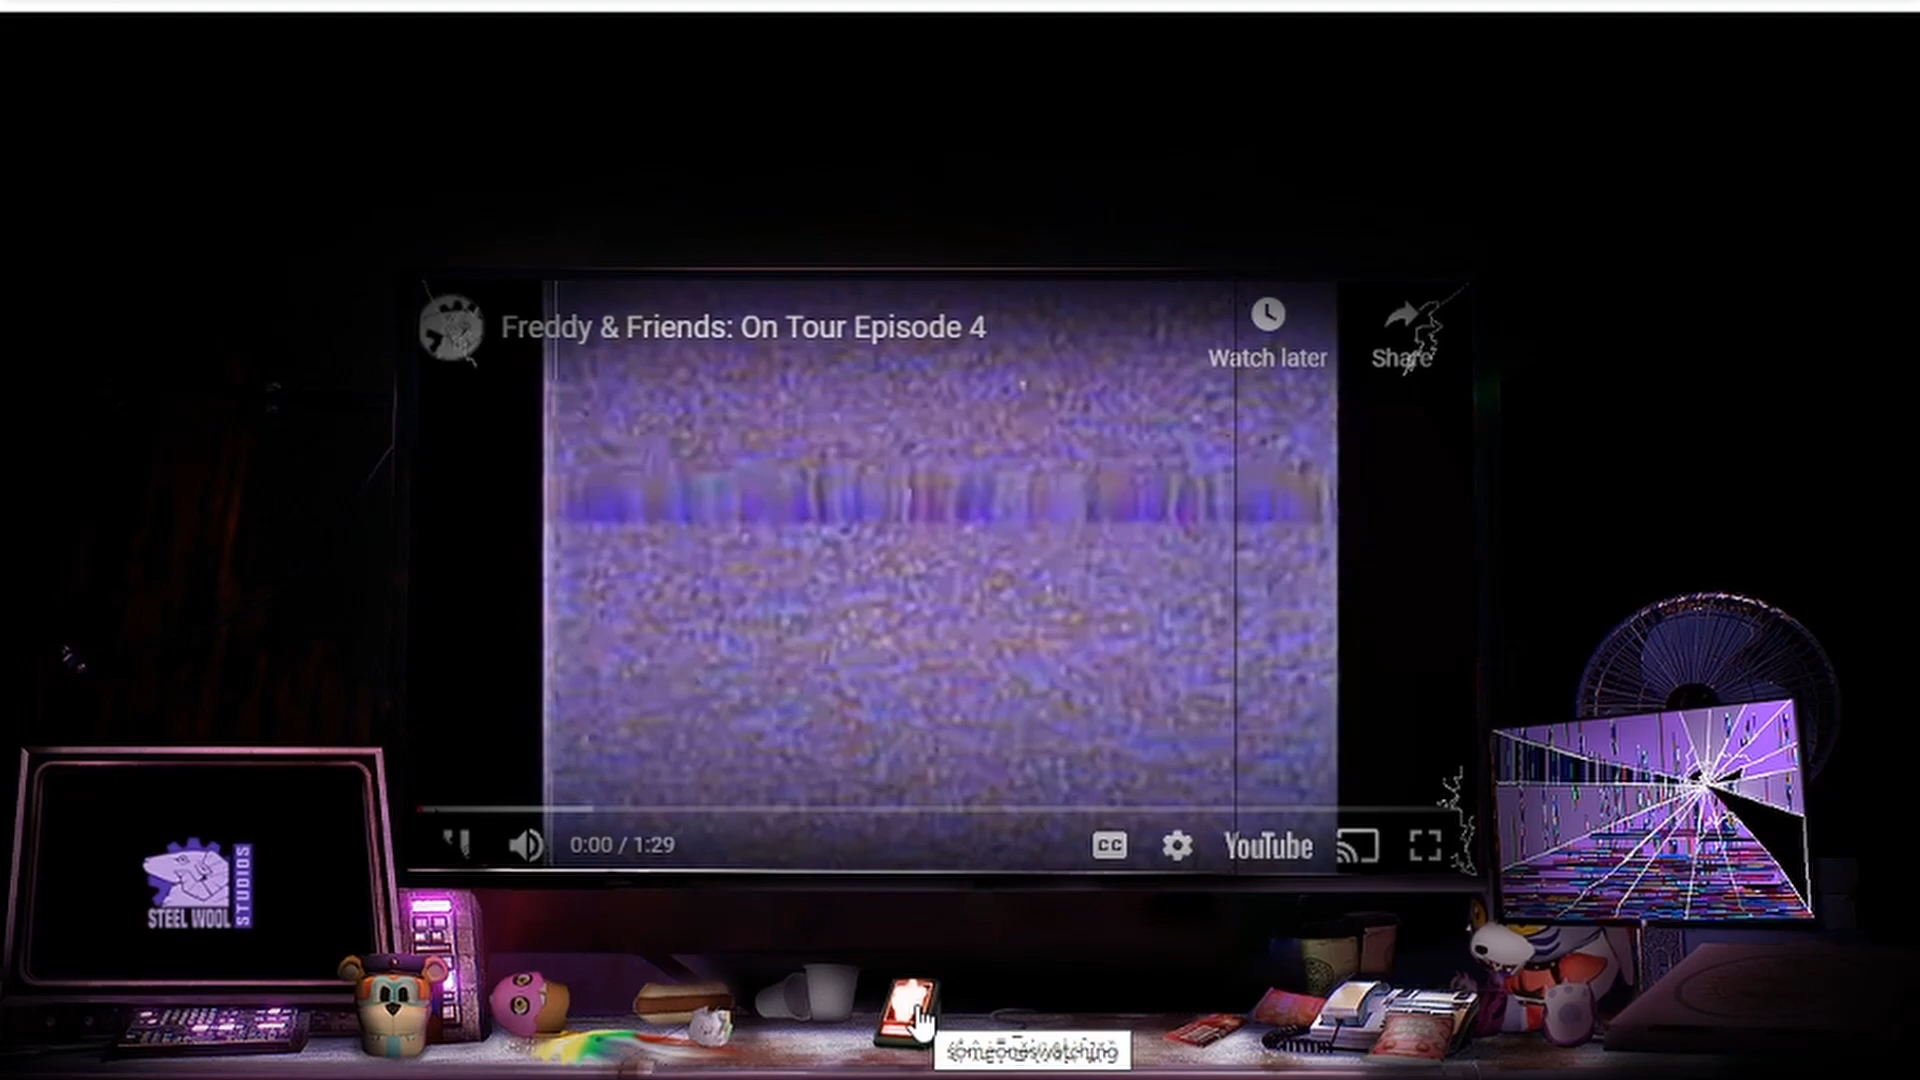 Freddy & Friends: On Tour Episode 4
Watch later
Share
0:00 / 1:29
CC
YouTube
STEEL WOOL
STUDIOS
someoneswatching